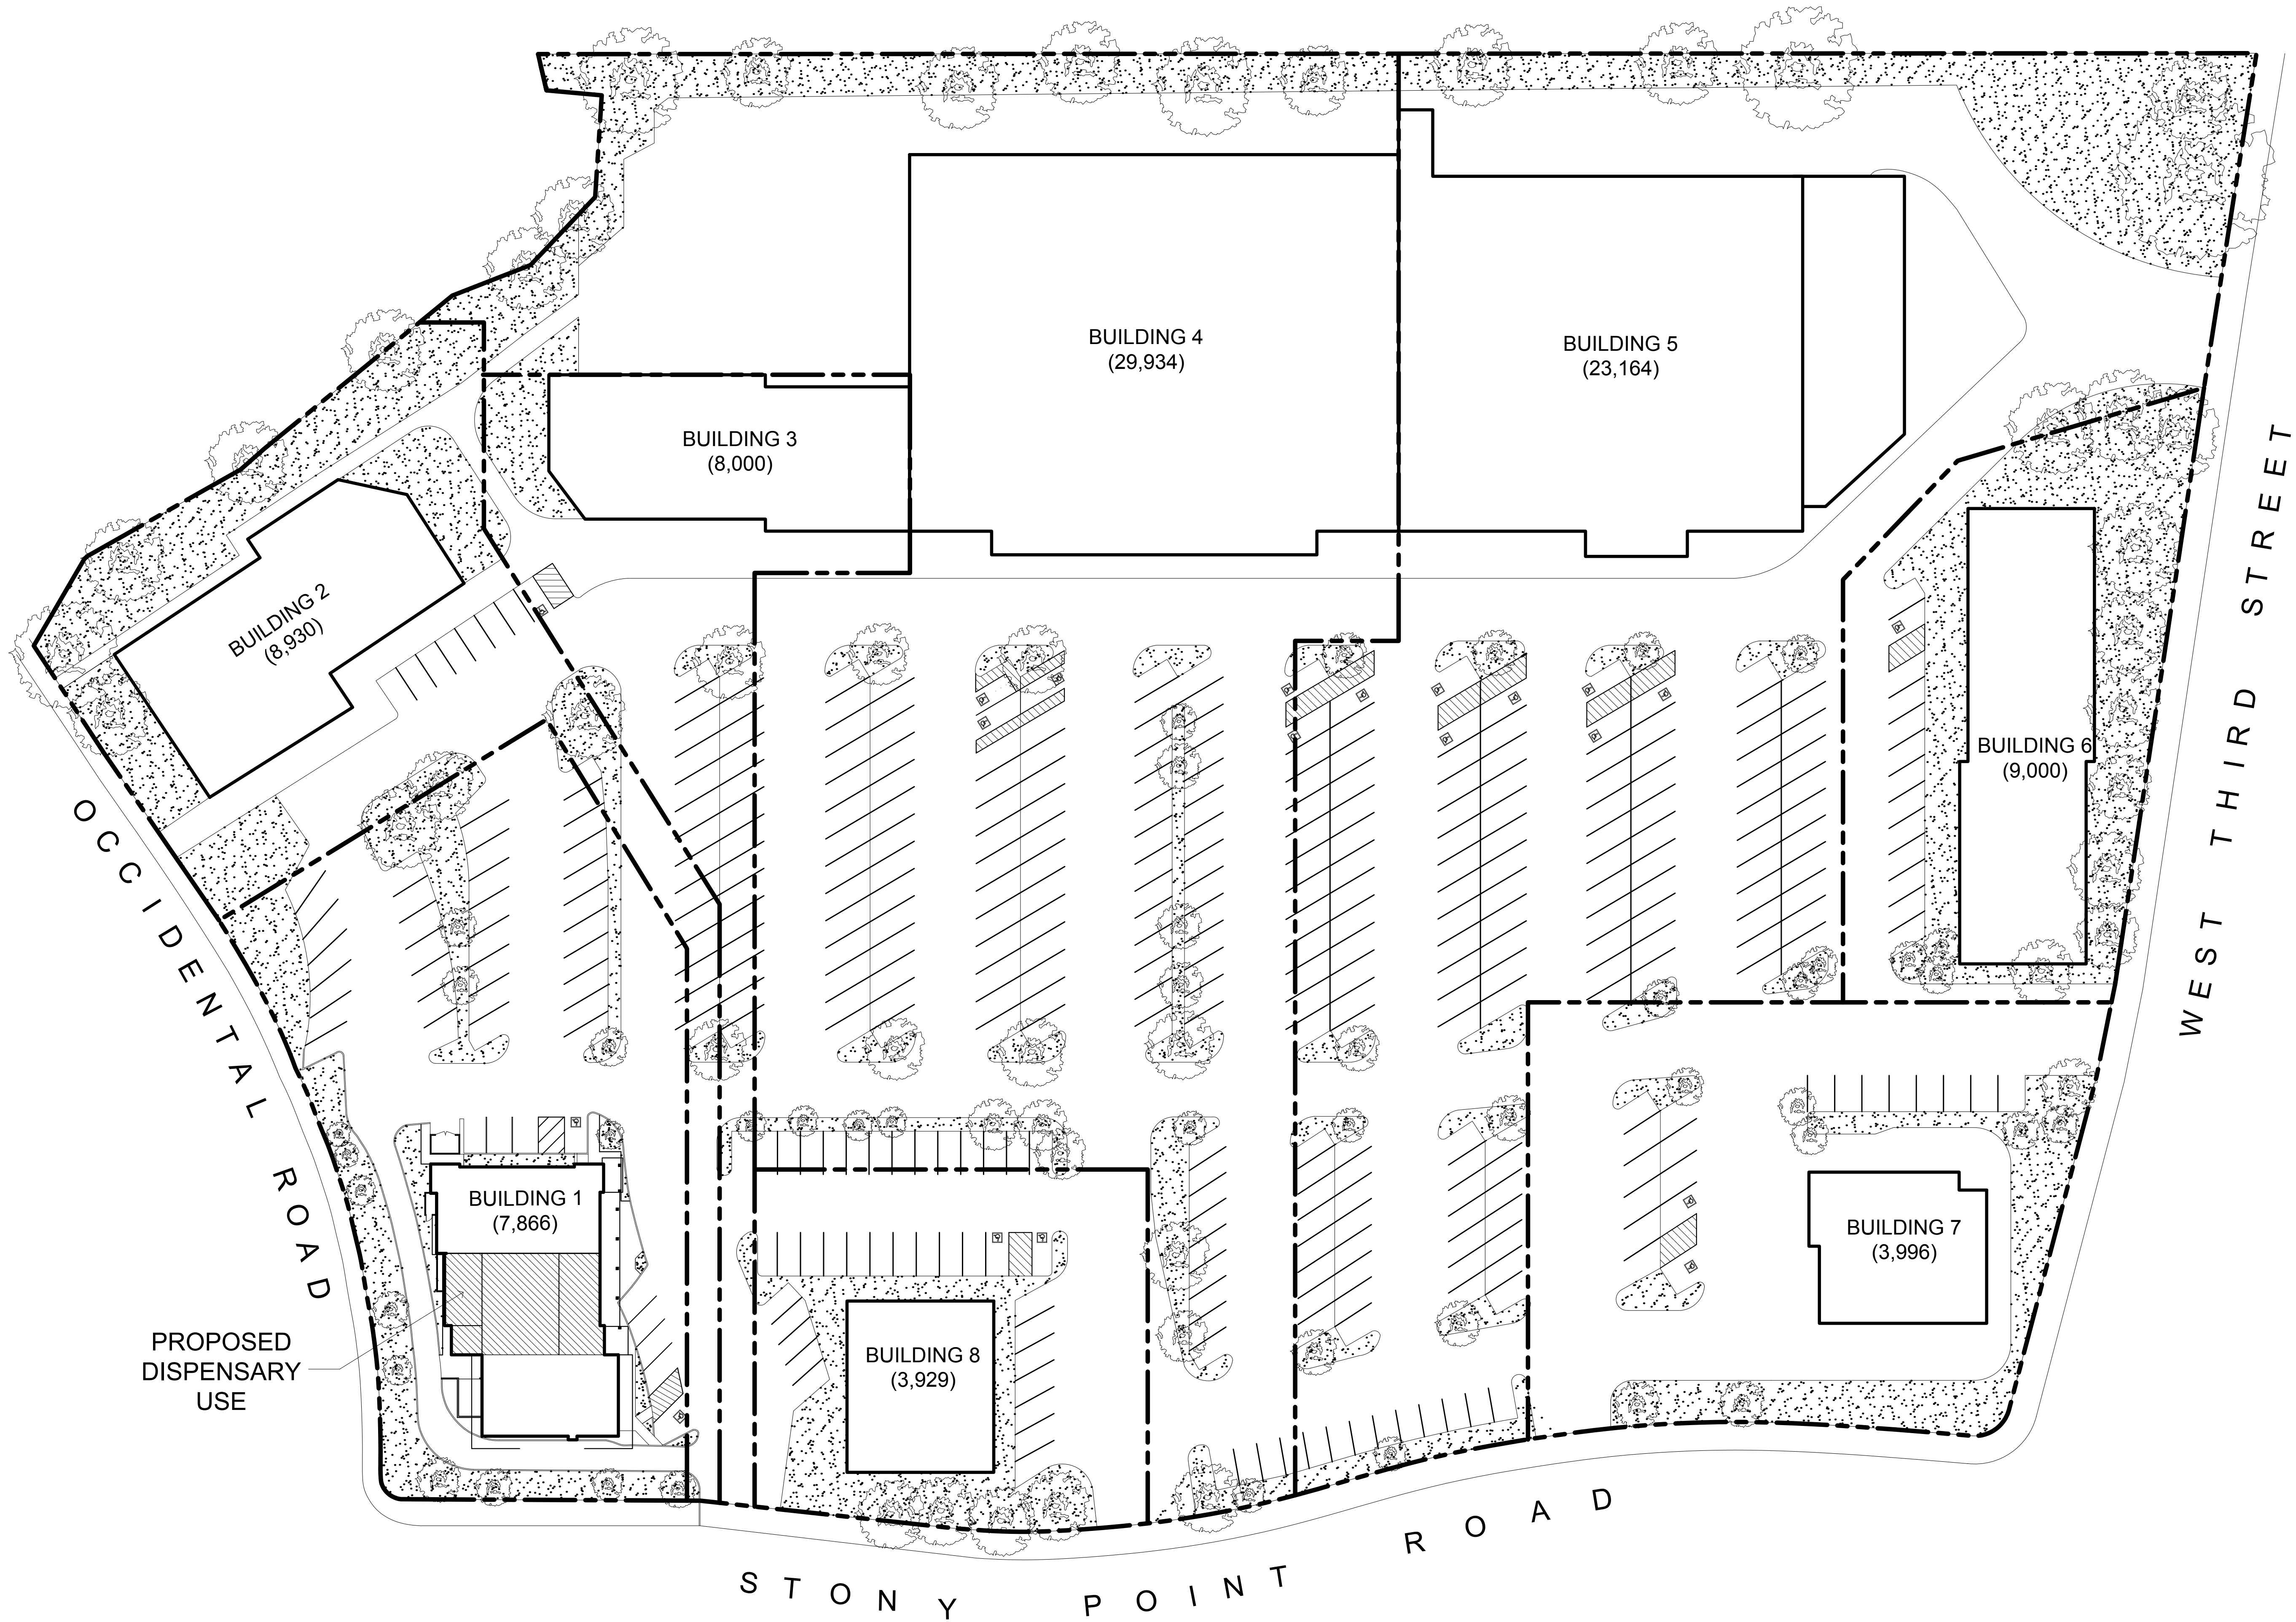 BUILDING 4
(29,934)
BUILDING 5
(23,164)
BUILDING 3
(8,000)
BUILDING 2
(8,930)
BUILDING 6
(9,000)
WEST THIRD STREET
OCCIDENTAL ROAD
BUILDING 1
(7,866)
BUILDING 7
(3,996)
PROPOSED
DISPENSARY
USE
BUILDING 8
(3,929)
STONY POINT ROAD